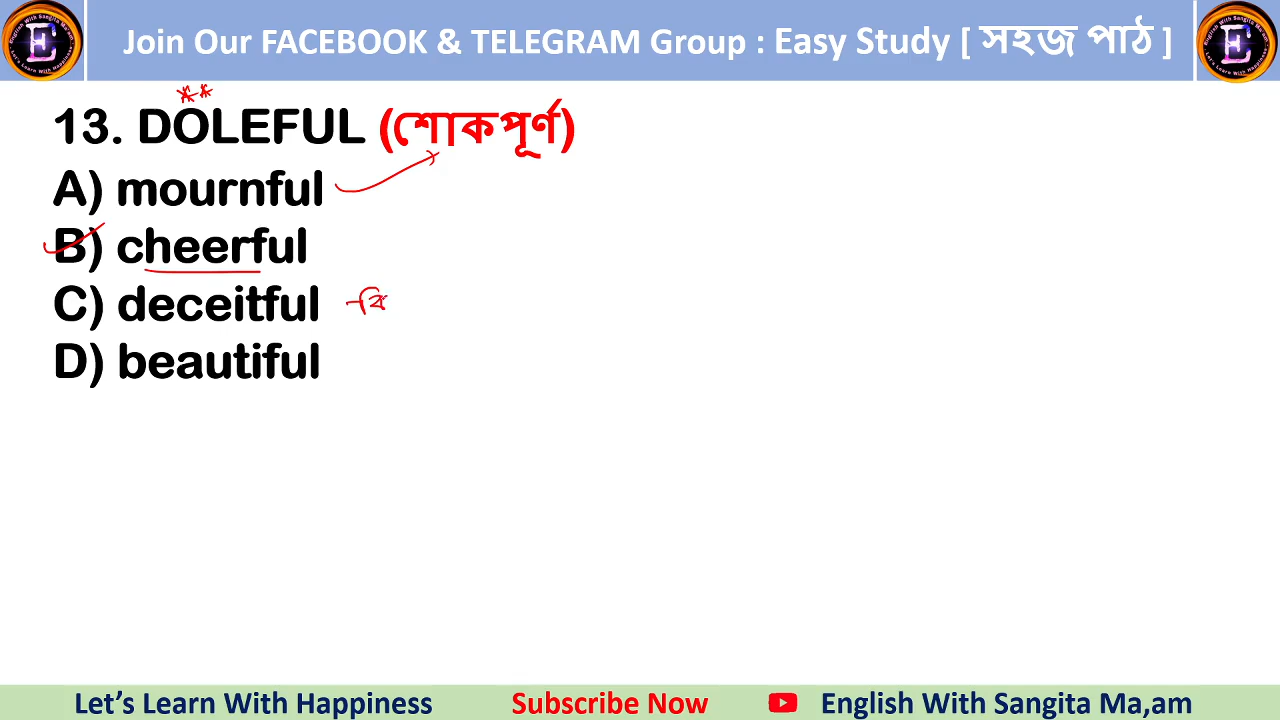 Join Our FACEBOOK & TELEGRAM Group : Easy Study [ সহজ পাঠ ]
13. DOLEFUL (শোকপূর্ণ)
A) mournful
B) cheerful
C) deceitful -বি
D) beautiful
Let's Learn With Happiness Subscribe Now English With Sangita Ma,am